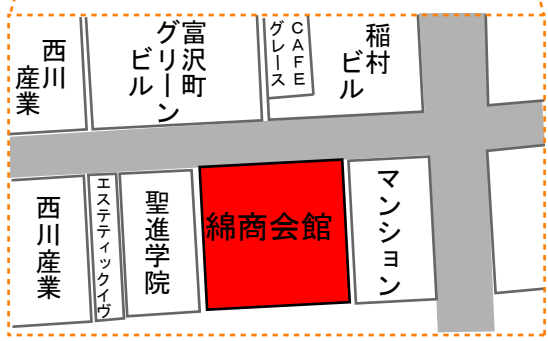 西川
産業
富沢町
グリーン
ビル
CAFE
グレース
稲村
ビル
西川産業
エステティックイヴ
聖進学院
綿商会館
マンション